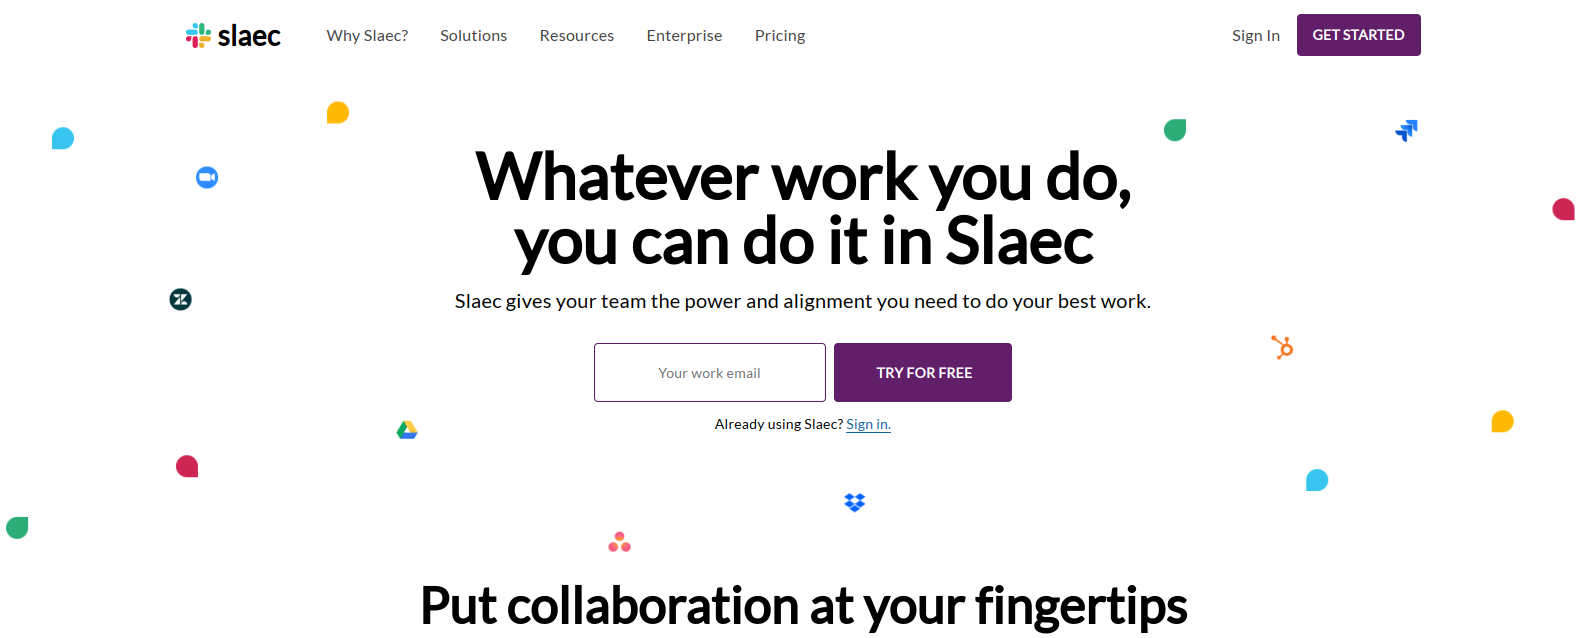 slaec
Why Slaec? Solutions Resources Enterprise Pricing Sign In GET STARTED
Whatever work you do,
you can do it in Slaec
Slaec gives your team the power and alignment you need to do your best work.
Your work email TRY FOR FREE
Already using Slaec? Sign in.
Put collaboration at your fingertips